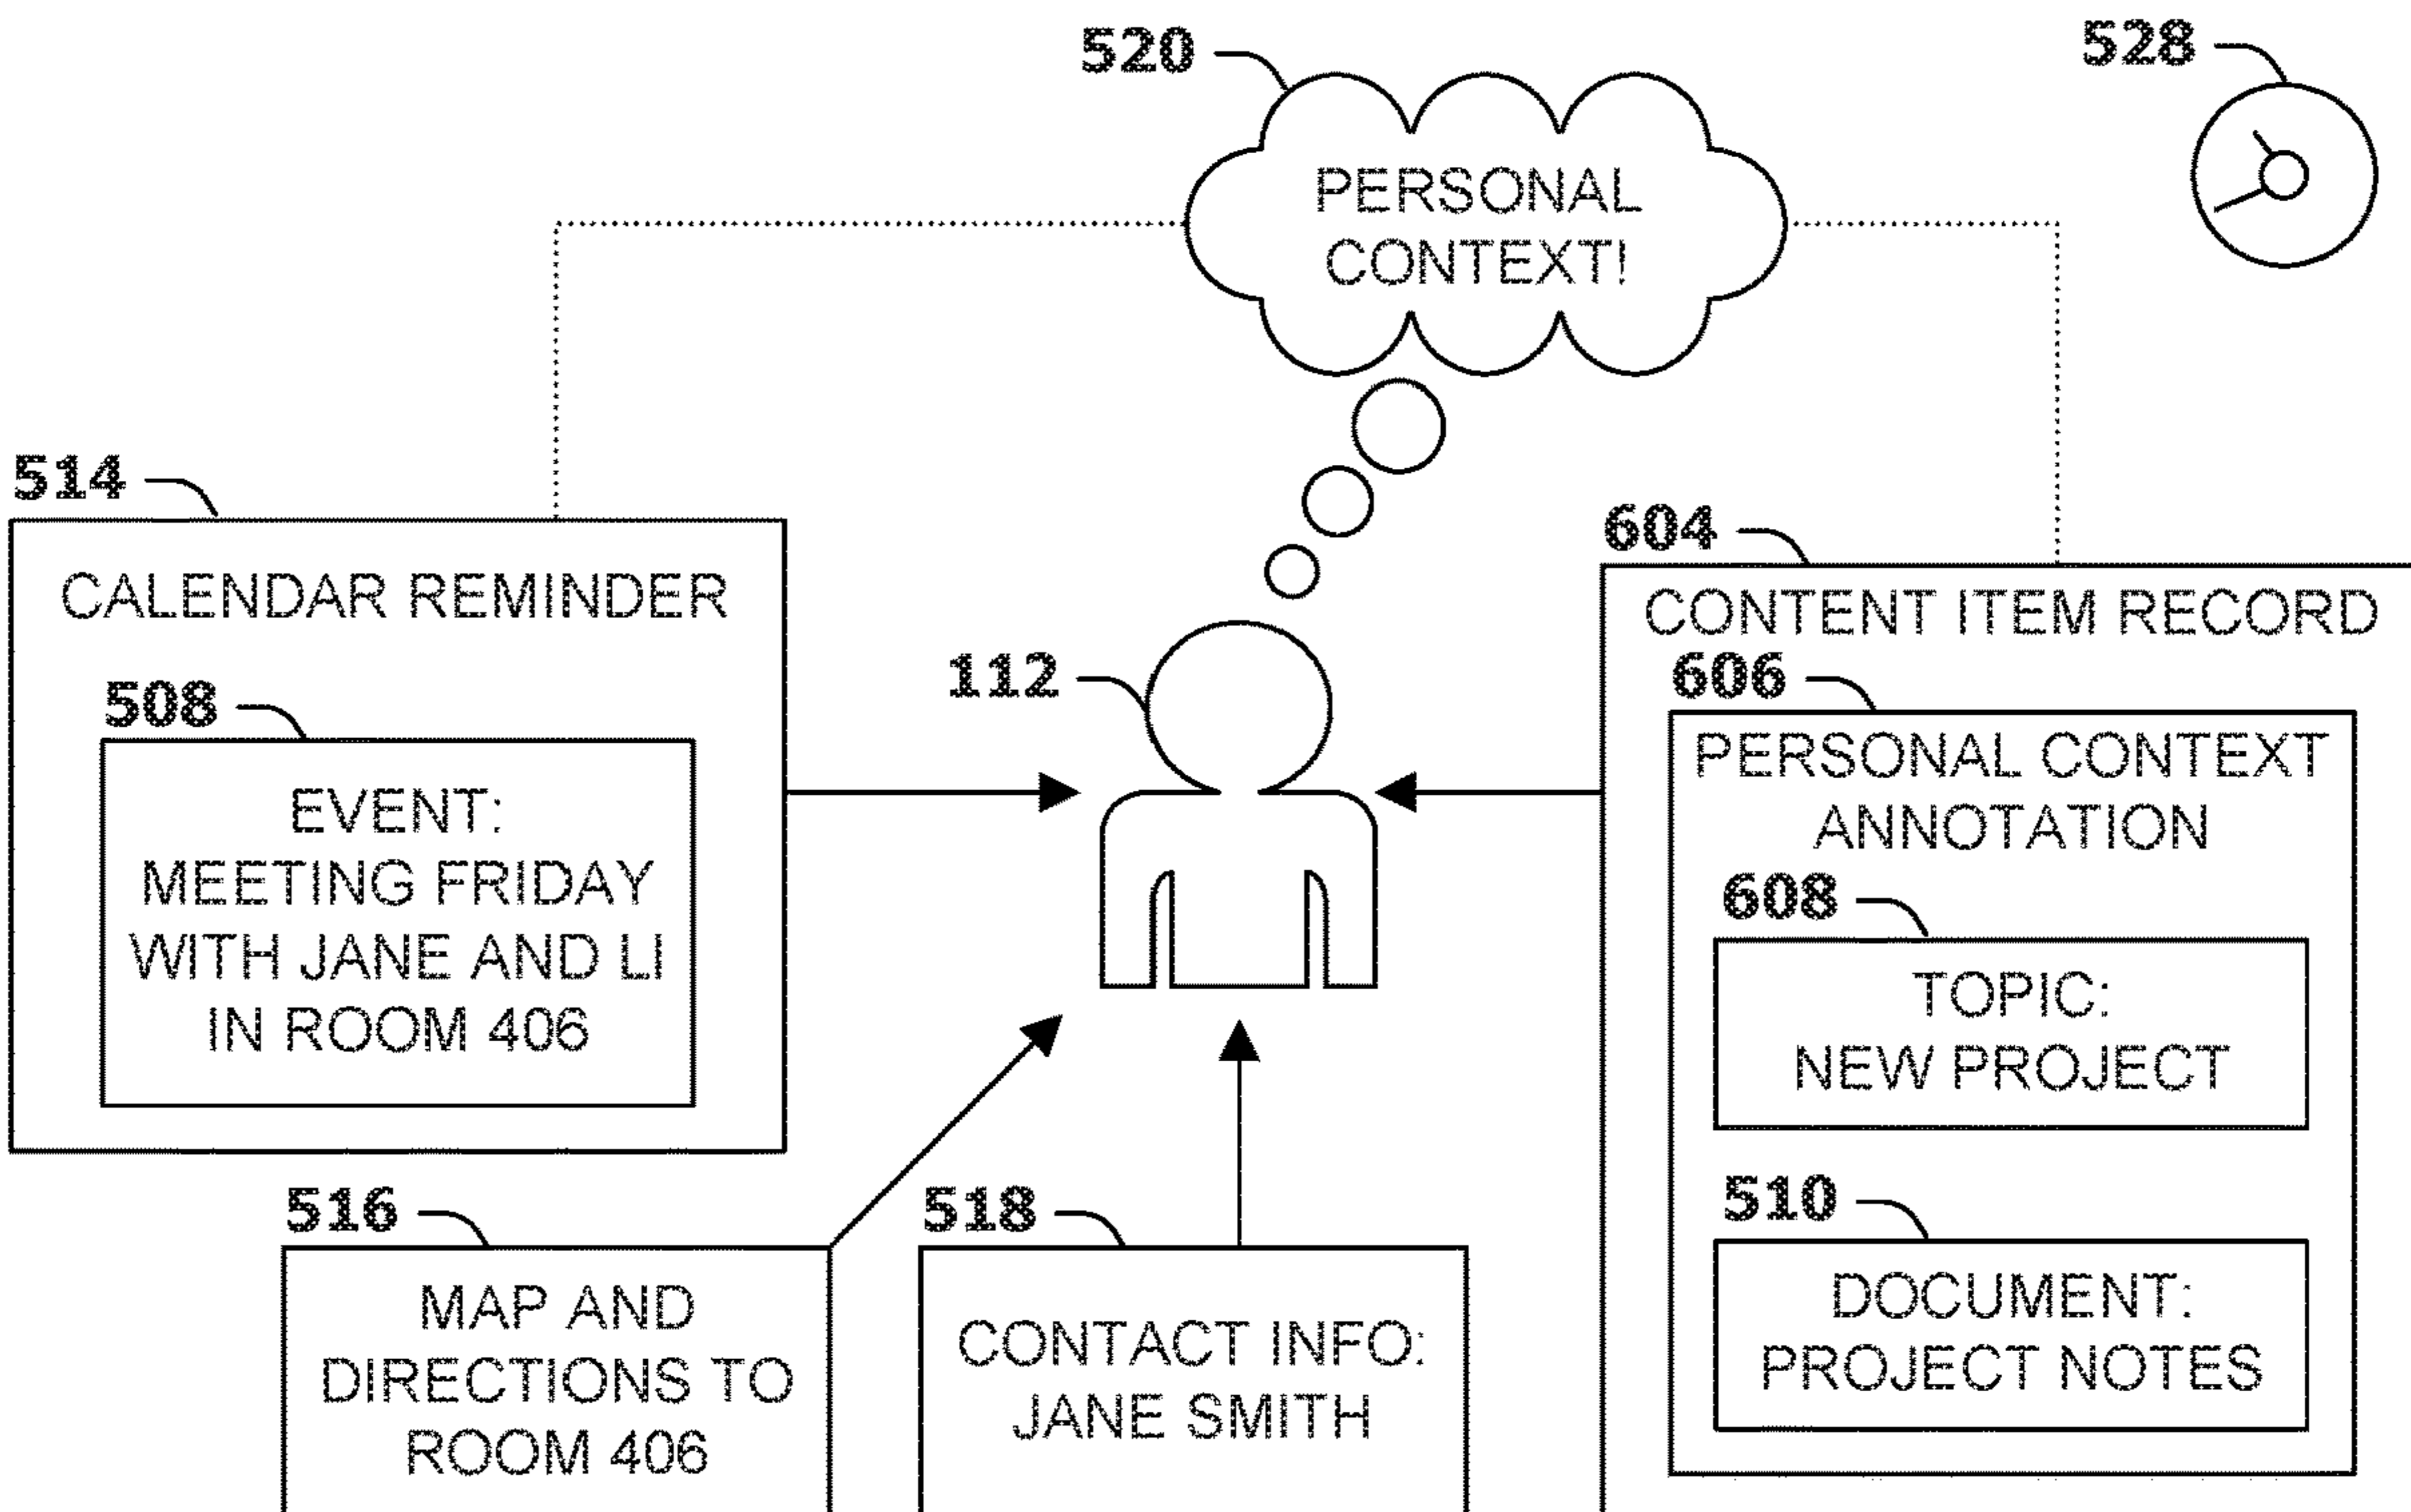 520
528
PERSONAL
CONTEXT!
514
CALENDAR REMINDER
508
EVENT:
MEETING FRIDAY
WITH JANE AND LI
IN ROOM 406
112
604
CONTENT ITEM RECORD
606
PERSONAL CONTEXT
ANNOTATION
608
TOPIC:
NEW PROJECT
510
DOCUMENT:
PROJECT NOTES
516
MAP AND
DIRECTIONS TO
ROOM 406
518
CONTACT INFO:
JANE SMITH